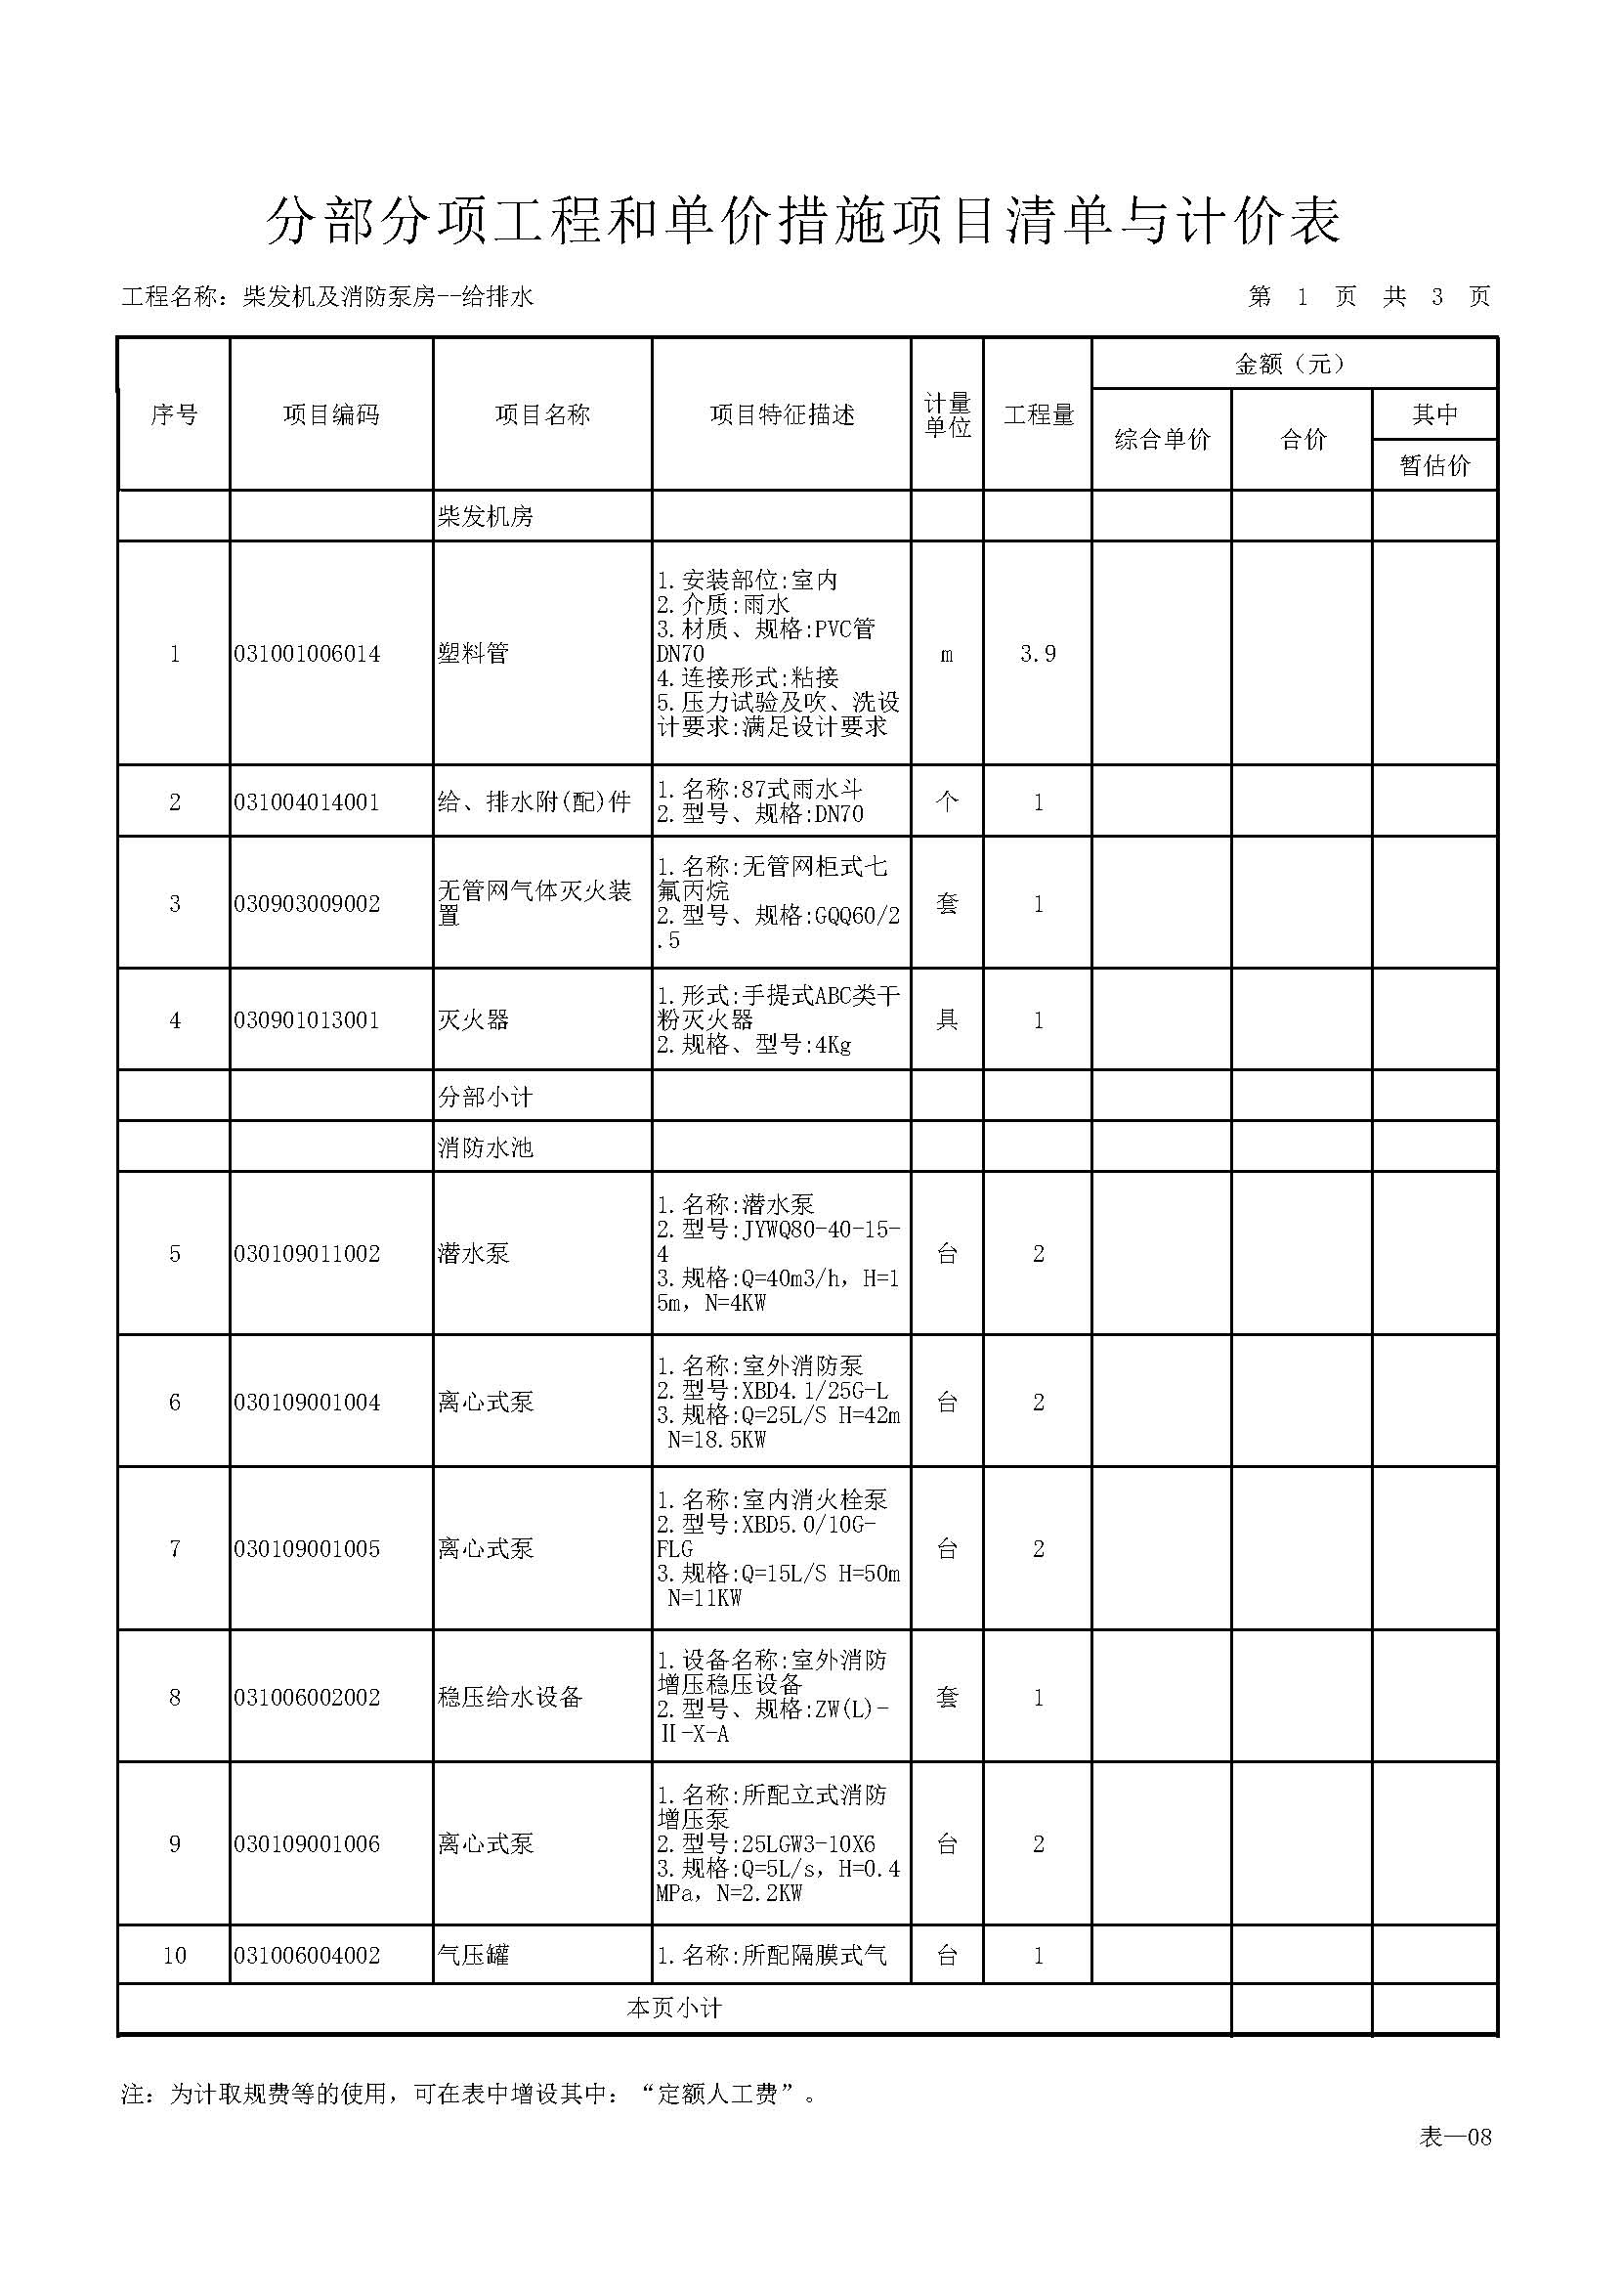 分部分项工程和单价措施项目清单与计价表
工程名称：柴发机及消防泵房--给排水
第 1 页 共 3 页
序号
项目编码
项目名称
项目特征描述
计量
单位
工程量
金额（元）
综合单价
合价
其中
暂估价
柴发机房
1
031001006014
塑料管
1.安装部位:室内
2.介质:雨水
3.材质、规格:PVC管
DN70
4.连接形式:粘接
5.压力试验及吹、洗设
计要求:满足设计要求
m
3.9
2
031004014001
给、排水附(配)件
1.名称:87式雨水斗
2.型号、规格:DN70
个
1
3
030903009002
无管网气体灭火装
置
1.名称:无管网柜式七
氟丙烷
2.型号、规格:GQQ60/2
.5
套
1
4
030901013001
灭火器
1.形式:手提式ABC类干
粉灭火器
2.规格、型号:4Kg
具
1
分部小计
消防水池
5
030109011002
潜水泵
1.名称:潜水泵
2.型号:JYWQ80-40-15-
4
3.规格:Q=40m3/h，H=1
5m，N=4KW
台
2
6
030109001004
离心式泵
1.名称:室外消防泵
2.型号:XBD4.1/25G-L
3.规格:Q=25L/S H=42m
N=18.5KW
台
2
7
030109001005
离心式泵
1.名称:室内消火栓泵
2.型号:XBD5.0/10G-
FLG
3.规格:Q=15L/S H=50m
N=11KW
台
2
8
031006002002
稳压给水设备
1.设备名称:室外消防
增压稳压设备
2.型号、规格:ZW(L)-
Ⅱ-X-A
套
1
9
030109001006
离心式泵
1.名称:所配立式消防
增压泵
2.型号:25LGW3-10X6
3.规格:Q=5L/s，H=0.4
MPa，N=2.2KW
台
2
10
031006004002
气压罐
1.名称:所配隔膜式气
台
1
本页小计
注：为计取规费等的使用，可在表中增设其中：“定额人工费”。
表—08